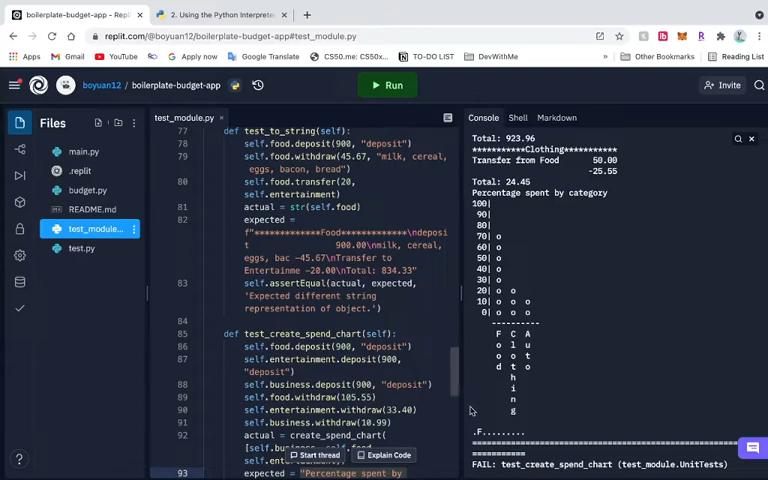 boilerplate-budget-app - Repl
2. Using the Python Interprete
replit.com/@boyuan12/boilerplate-budget-app#test_module.py
Apps
Gmail
YouTube
Apply now
Google Translate
CS50.me: CS50x...
TO-DO LIST
DevWithMe
Other Bookmarks
Reading List
boyuan12 / boilerplate-budget-app
Run
Invite
Files
main.py
.replit
budget.py
README.md
test_module...
test.py
test_module.py
77 def test_to_string(self):
78 self.food.deposit(900, "deposit")
79 self.food.withdraw(45.67, "milk, cereal,
eggs, bacon, bread")
80 self.food.transfer(20,
self.entertainment)
81 actual = str(self.food)
82 expected =
f"*************Food*************\ndeposi
t 900.00\nmilk, cereal,
eggs, bac -45.67\nTransfer to
Entertainme -20.00\nTotal: 834.33"
83 self.assertEqual(actual, expected,
'Expected different string
representation of object.')
84
85 def test_create_spend_chart(self):
86 self.food.deposit(900, "deposit")
87 self.entertainment.deposit(900,
"deposit")
88 self.business.deposit(900, "deposit")
89 self.food.withdraw(105.55)
90 self.entertainment.withdraw(33.40)
91 self.business.withdraw(10.99)
92 actual = create_spend_chart(
93 expected = "Percentage spent by
Start thread
Explain Code
Console
Shell
Markdown
Total: 923.96
***********Clothing***********
Transfer from Food 50.00
-25.55
Total: 24.45
Percentage spent by category
100|
90|
80|
70| o
60| o
50| o
40| o
30| o
20| o o
10| o o o
0| o o o
----------
F C A
o l u
o o t
d t o
h
i
n
g
.F.........
======================================================================
FAIL: test_create_spend_chart (test_module.UnitTests)